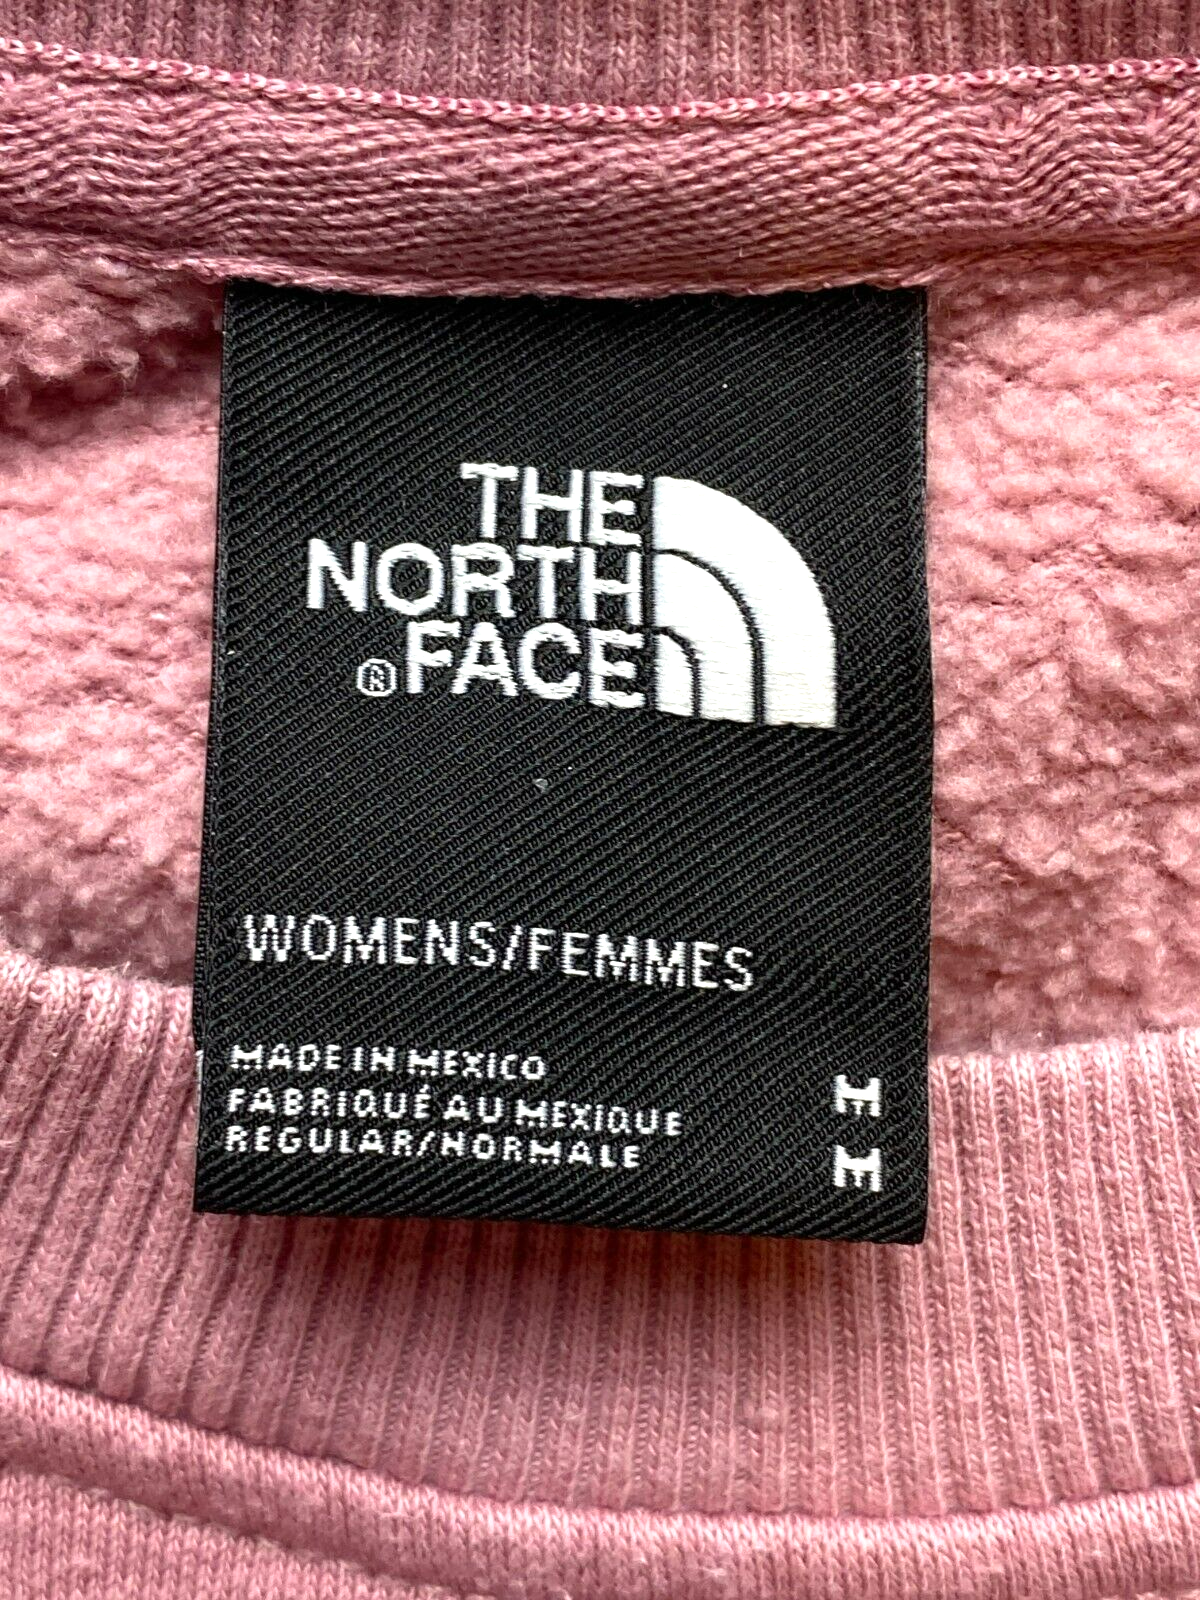 THE
NORTH
®FACE
WOMENS/FEMMES
MADE IN MEXICO
FABRIQUÉ AU MEXIQUE M
REGULAR/NORMALE M